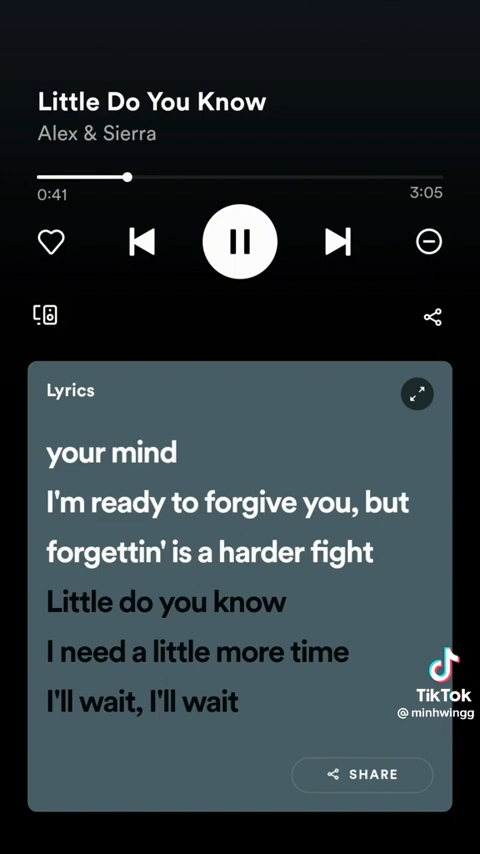 Little Do You Know
Alex & Sierra
0:41
3:05
Lyrics
your mind
I'm ready to forgive you, but
forgettin' is a harder fight
Little do you know
I need a little more time
I'll wait, I'll wait
SHARE
TikTok
@minhwingg